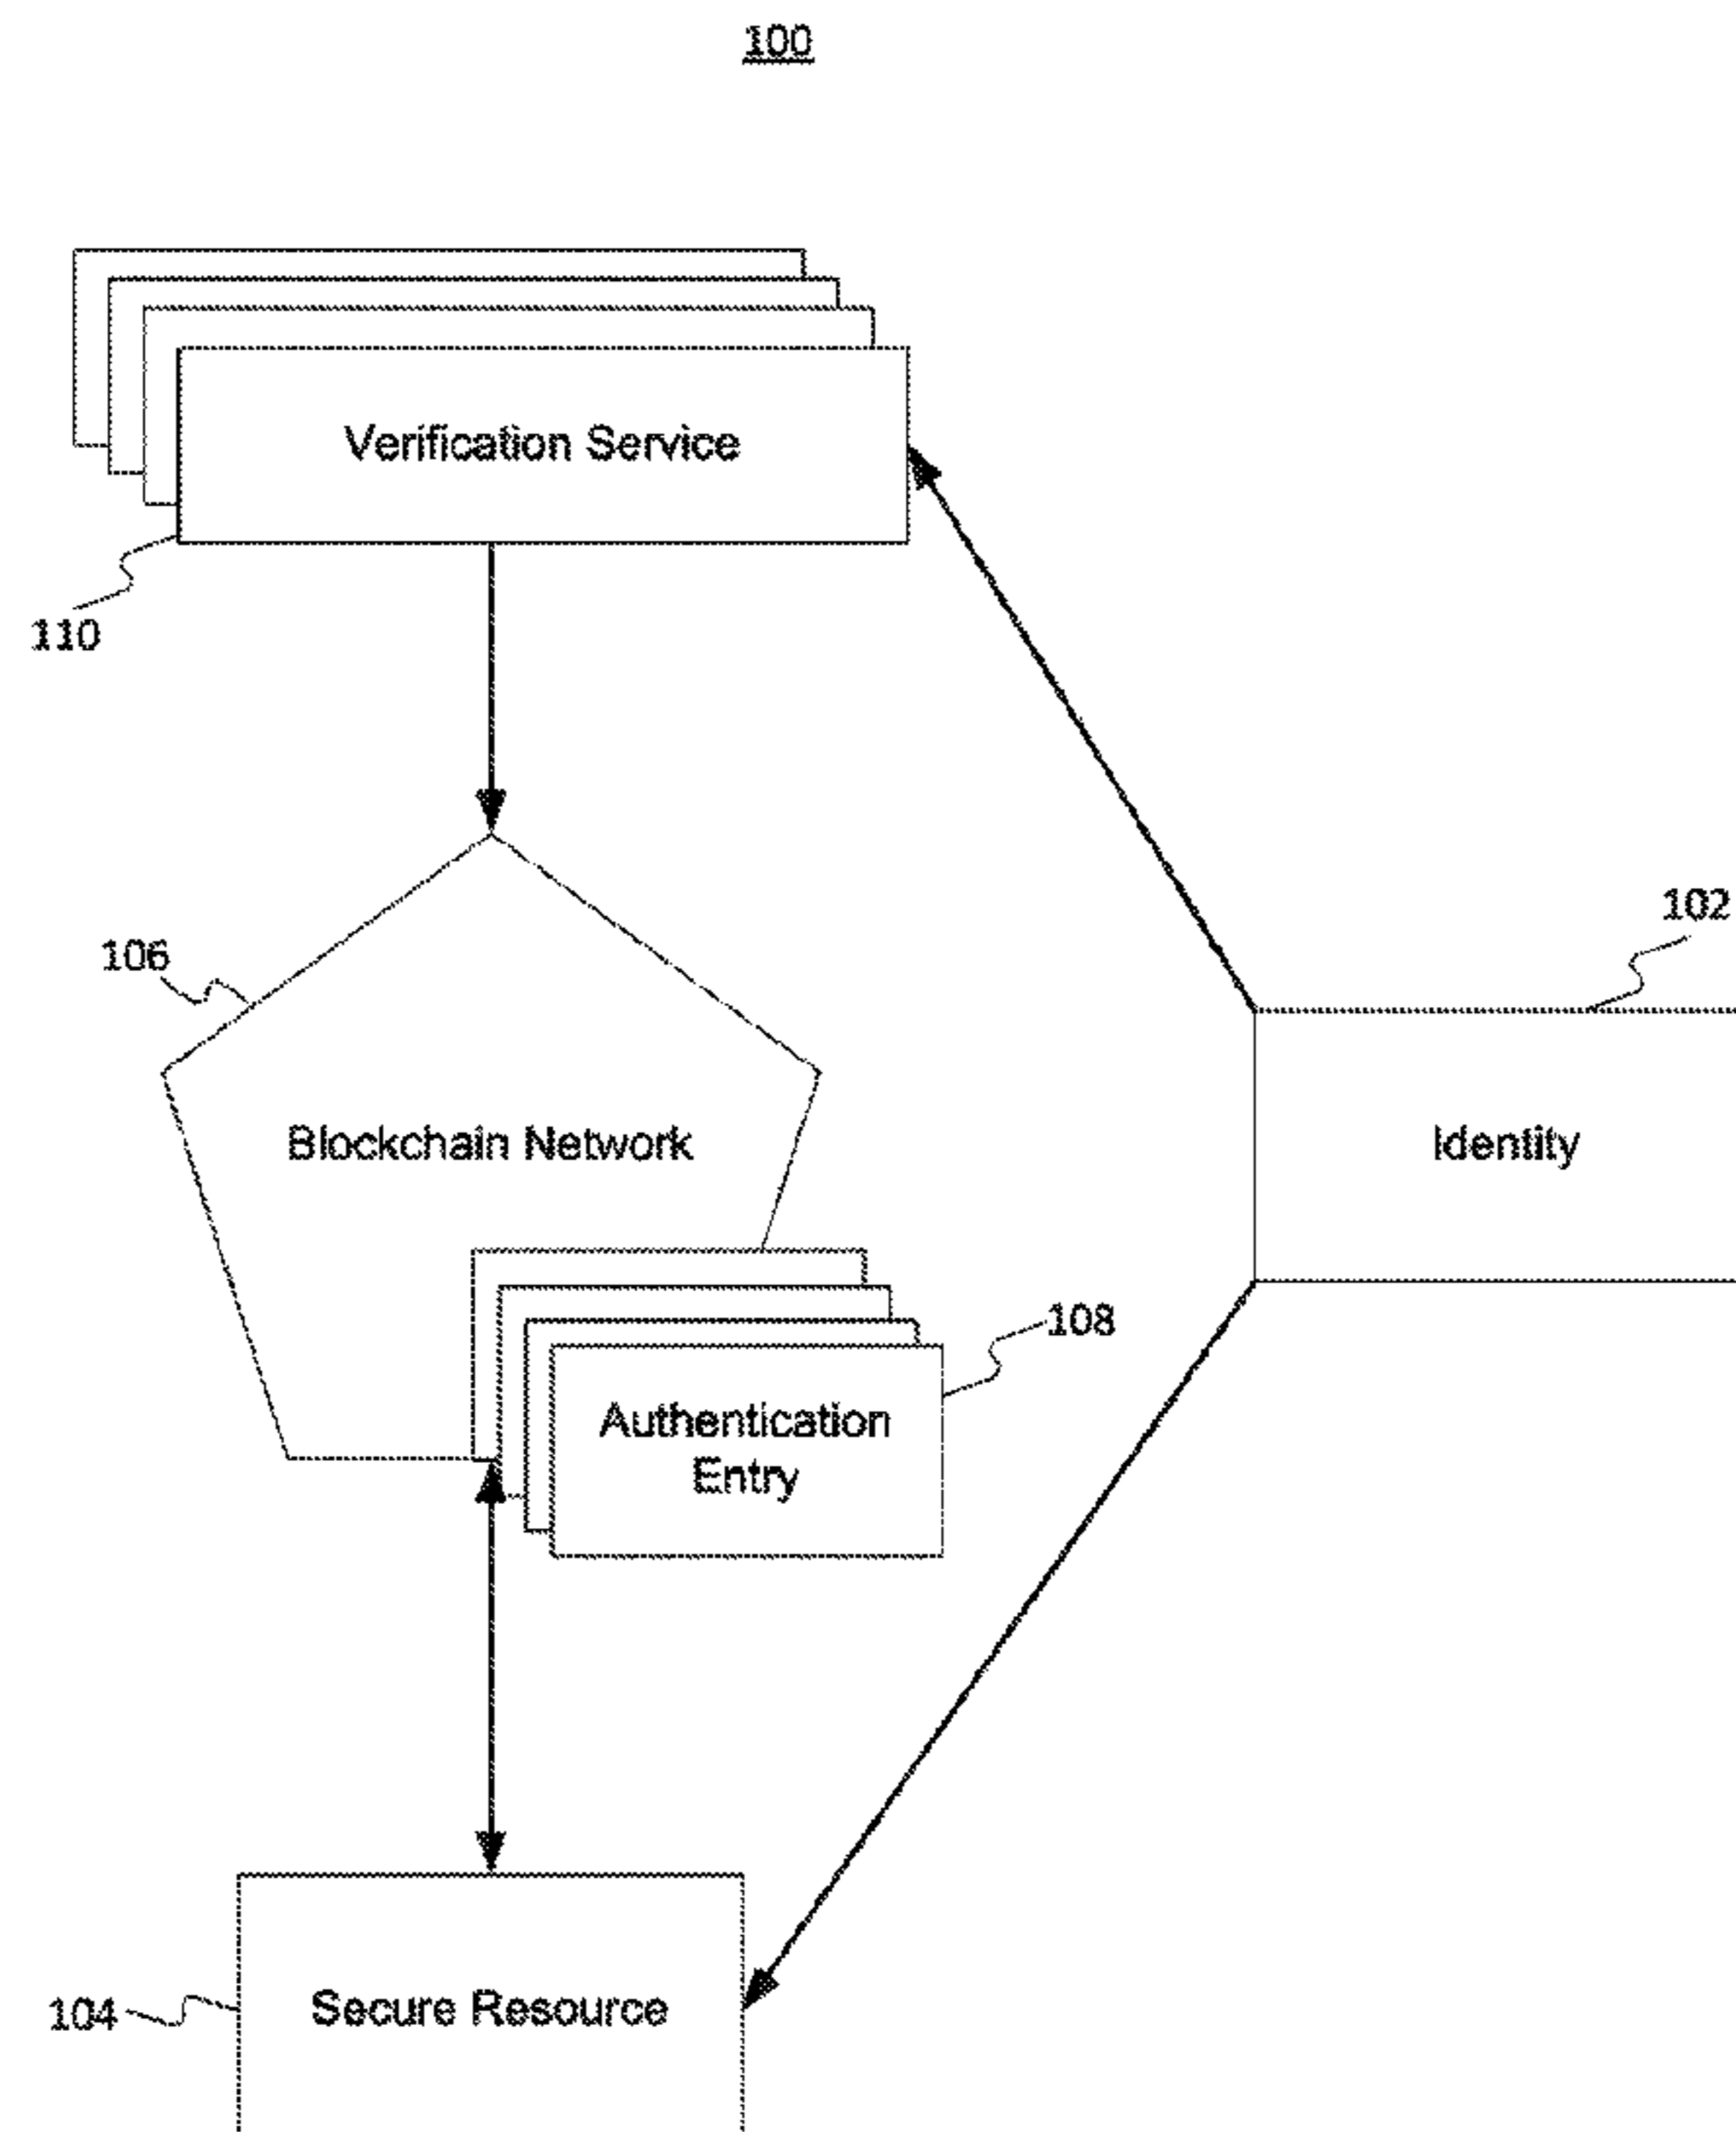 100
Verification Service
110
102
106
Blockchain Network
Identity
108
Authentication
Entry
104
Secure Resource